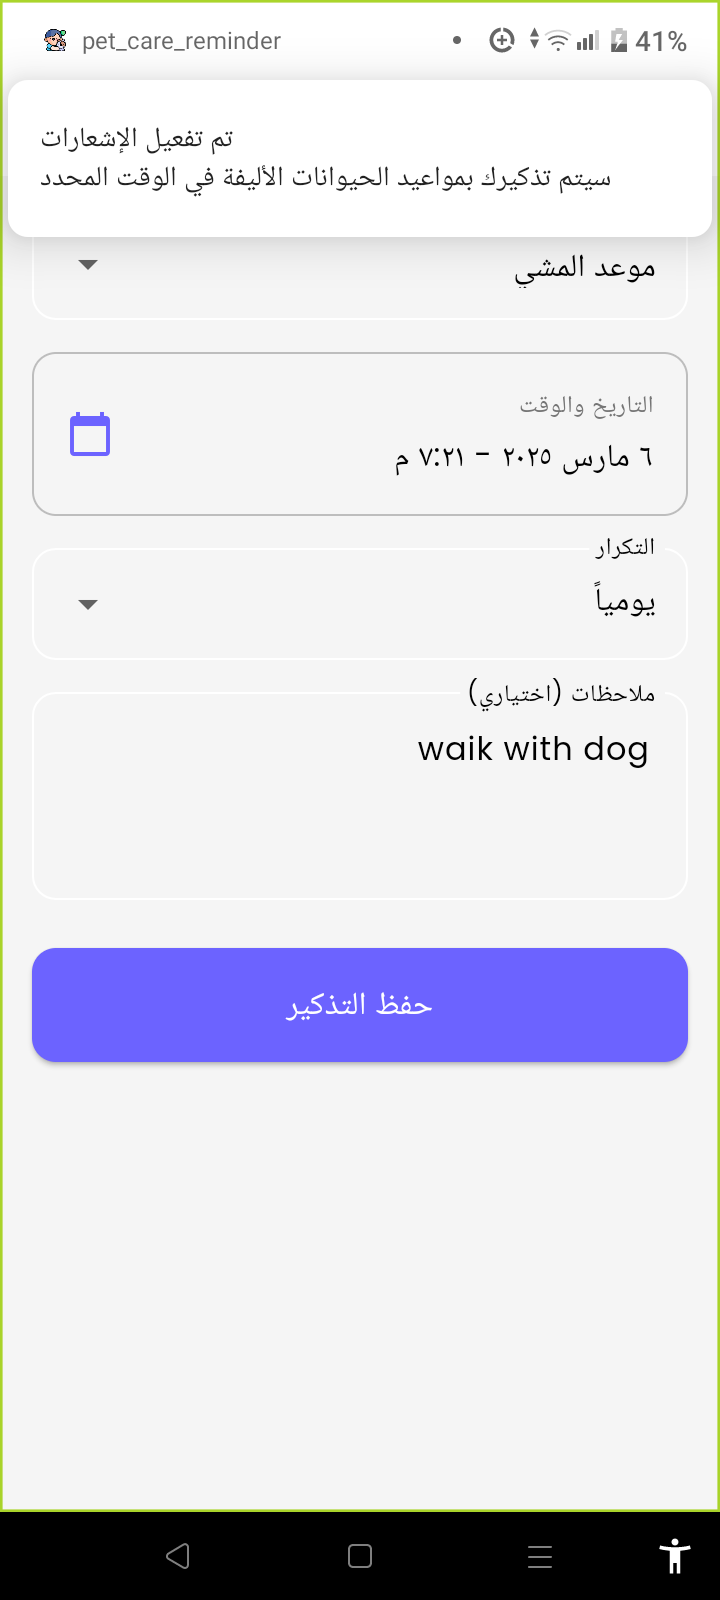 pet_care_reminder
41%
تم تفعيل الإشعارات
سيتم تذكيرك بمواعيد الحيوانات الأليفة في الوقت المحدد
موعد المشي
التاريخ والوقت
٦ مارس ٢٠٢٥ – ٧:٢١ م
التكرار
يومياً
ملاحظات (اختياري)
waik with dog
حفظ التذكير